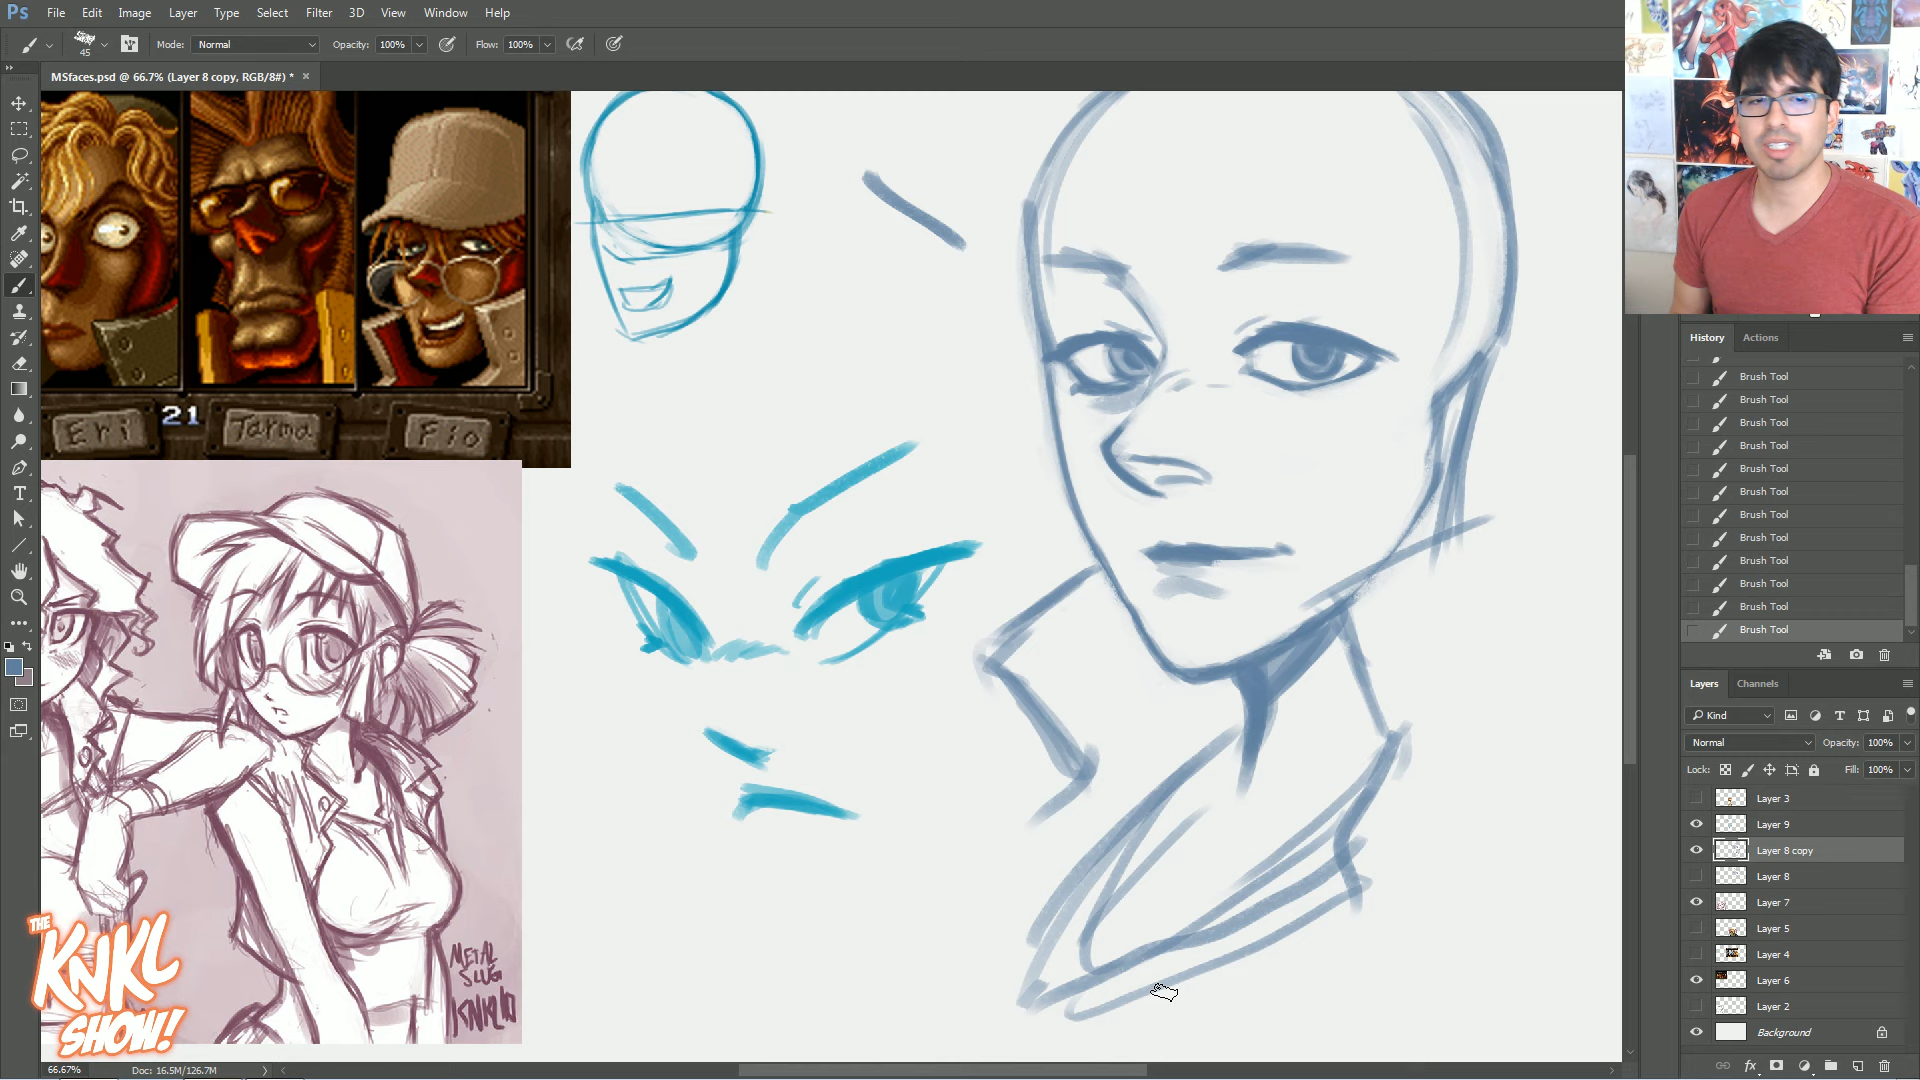 Ps File Edit Image Layer Type Select Filter 3D View Window Help
45 Mode: Normal Opacity: 100% Flow: 100%
MSfaces.psd @ 66.7% (Layer 8 copy, RGB/8#) * ×
Eri 21 Tarma Fio
METAL
SLUG
KNKL
THE
KNKL
SHOW!
66.67% Doc: 16.5M/126.7M
History Actions
Brush Tool
Brush Tool
Brush Tool
Brush Tool
Brush Tool
Brush Tool
Brush Tool
Brush Tool
Brush Tool
Brush Tool
Brush Tool
Brush Tool
Layers Channels
Kind
Normal Opacity: 100%
Lock: Fill: 100%
Layer 3
Layer 9
Layer 8 copy
Layer 8
Layer 7
Layer 5
Layer 4
Layer 6
Layer 2
Background
fx